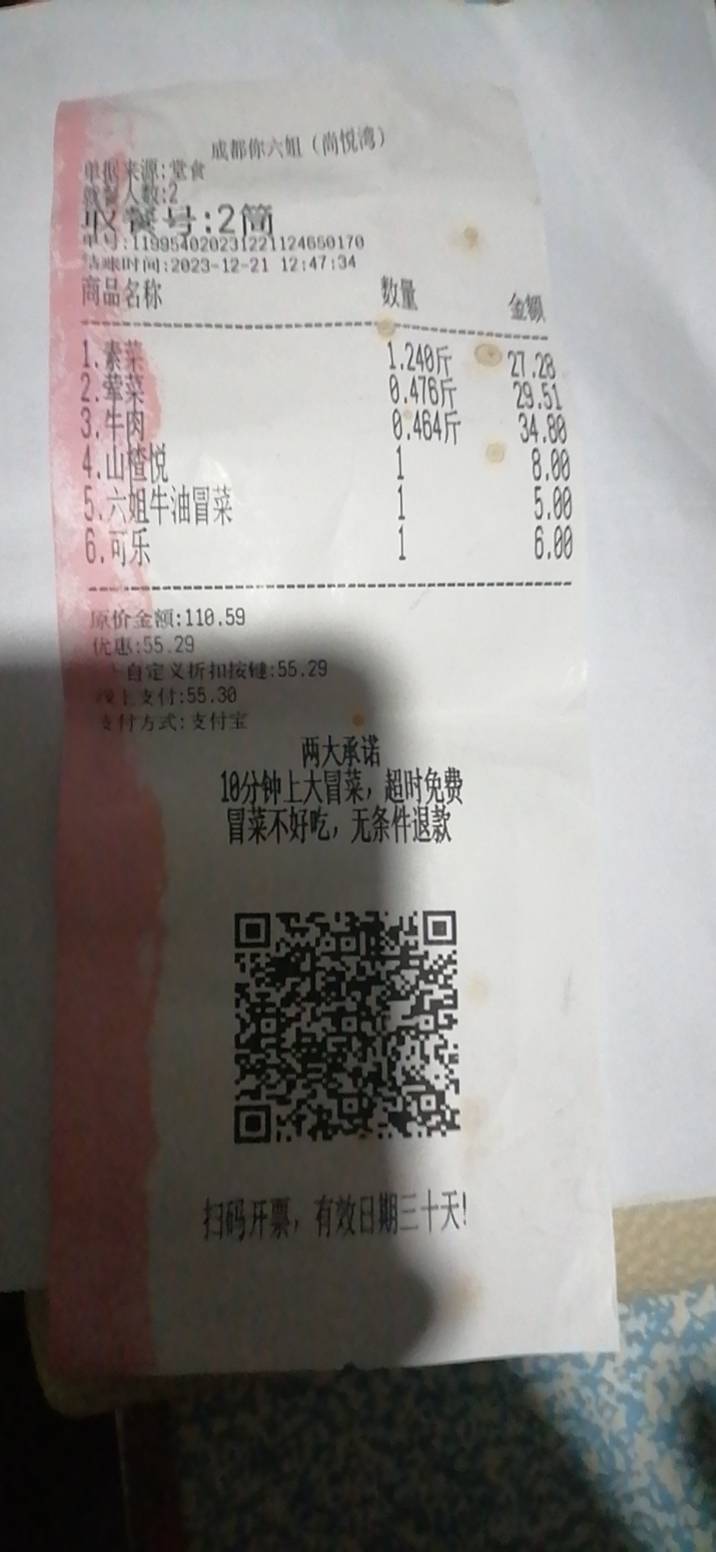 成都你六姐（尚悦湾）
单据来源:堂食
就餐人数:2
取餐号:2筒
单号:11995402023122112465​0170
结账时间:2023-12-21 12:47:34
商品名称 数量 金额
1.素菜 1.240斤 27.28
2.荤菜 0.476斤 29.51
3.牛肉 0.464斤 34.80
4.山楂悦 1 8.00
5.六姐牛油冒菜 1 5.00
6.可乐 1 6.00
原价金额:110.59
优惠:55.29
自定义折扣按键:55.29
线上支付:55.30
支付方式:支付宝
两大承诺
10分钟上大冒菜，超时免费
冒菜不好吃，无条件退款
扫码开票，有效日期三十天!